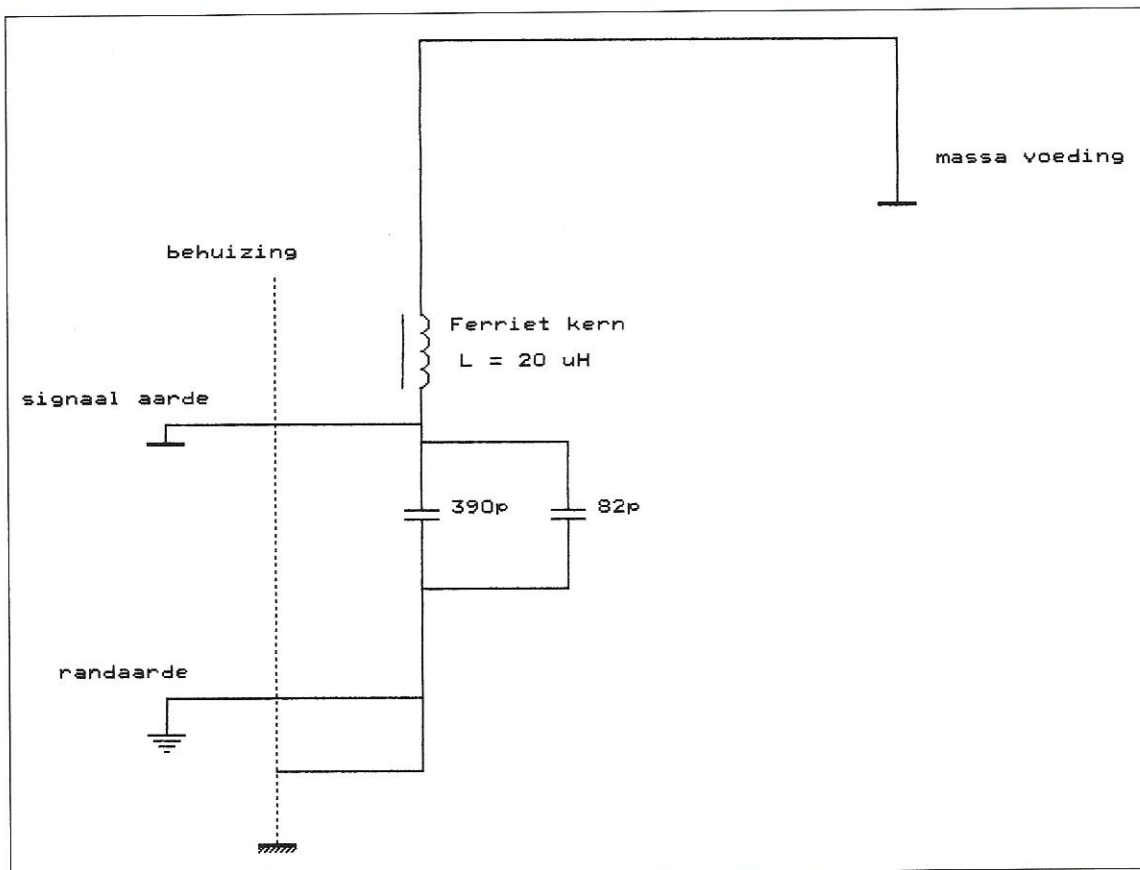 massa voeding
behuizing
Ferriet kern
L = 20 uH
signaal aarde
390p
82p
randaarde